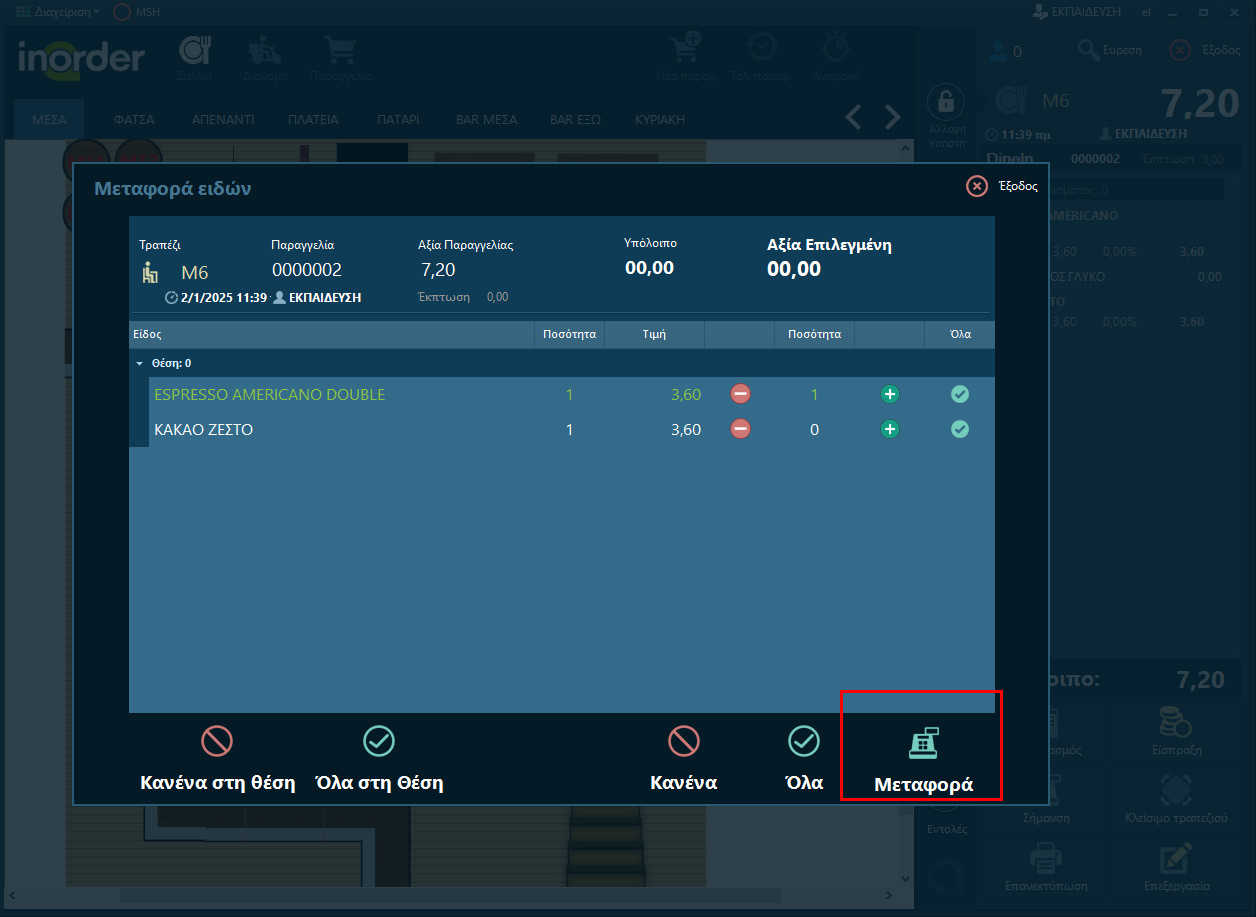 Διαχείριση
MSH
ΕΚΠΑΙΔΕΥΣΗ
el
inorder
Σαλόνι
Διανομή
Παραγγελία
Νέα παραγ.
Τελ. παραγ.
Αναμονή
0
Εύρεση
Έξοδος
ΜΕΣΑ
ΦΑΤΣΑ
ΑΠΕΝΑΝΤΙ
ΠΛΑΤΕΙΑ
ΠΑΤΑΡΙ
BAR ΜΕΣΑ
BAR ΕΞΩ
ΚΥΡΙΑΚΗ
Αλλαγή χρήστη
M6
7,20
11:39 πμ
ΕΚΠΑΙΔΕΥΣΗ
DineIn
0000002
Έκπτωση 0,00
Μεταφορά ειδών
Έξοδος
Τραπέζι
Παραγγελία
Αξία Παραγγελίας
Υπόλοιπο
Αξία Επιλεγμένη
M6
0000002
7,20
00,00
00,00
2/1/2025 11:39
ΕΚΠΑΙΔΕΥΣΗ
Έκπτωση 0,00
Είδος
Ποσότητα
Τιμή
Ποσότητα
Όλα
Θέση: 0
ESPRESSO AMERICANO DOUBLE 1 3,60 1
ΚΑΚΑΟ ΖΕΣΤΟ 1 3,60 0
Κανένα στη θέση
Όλα στη Θέση
Κανένα
Όλα
Μεταφορά
ισματος: 0
AMERICANO
3,60 0,00% 3,60
ΟΣ ΓΛΥΚΟ 0,00
ΤΟ
3,60 0,00% 3,60
οιπο: 7,20
ασμός
Είσπραξη
Σήμανση
Κλείσιμο τραπεζιού
Εντολές
Επανεκτύπωση
Επεξεργασία